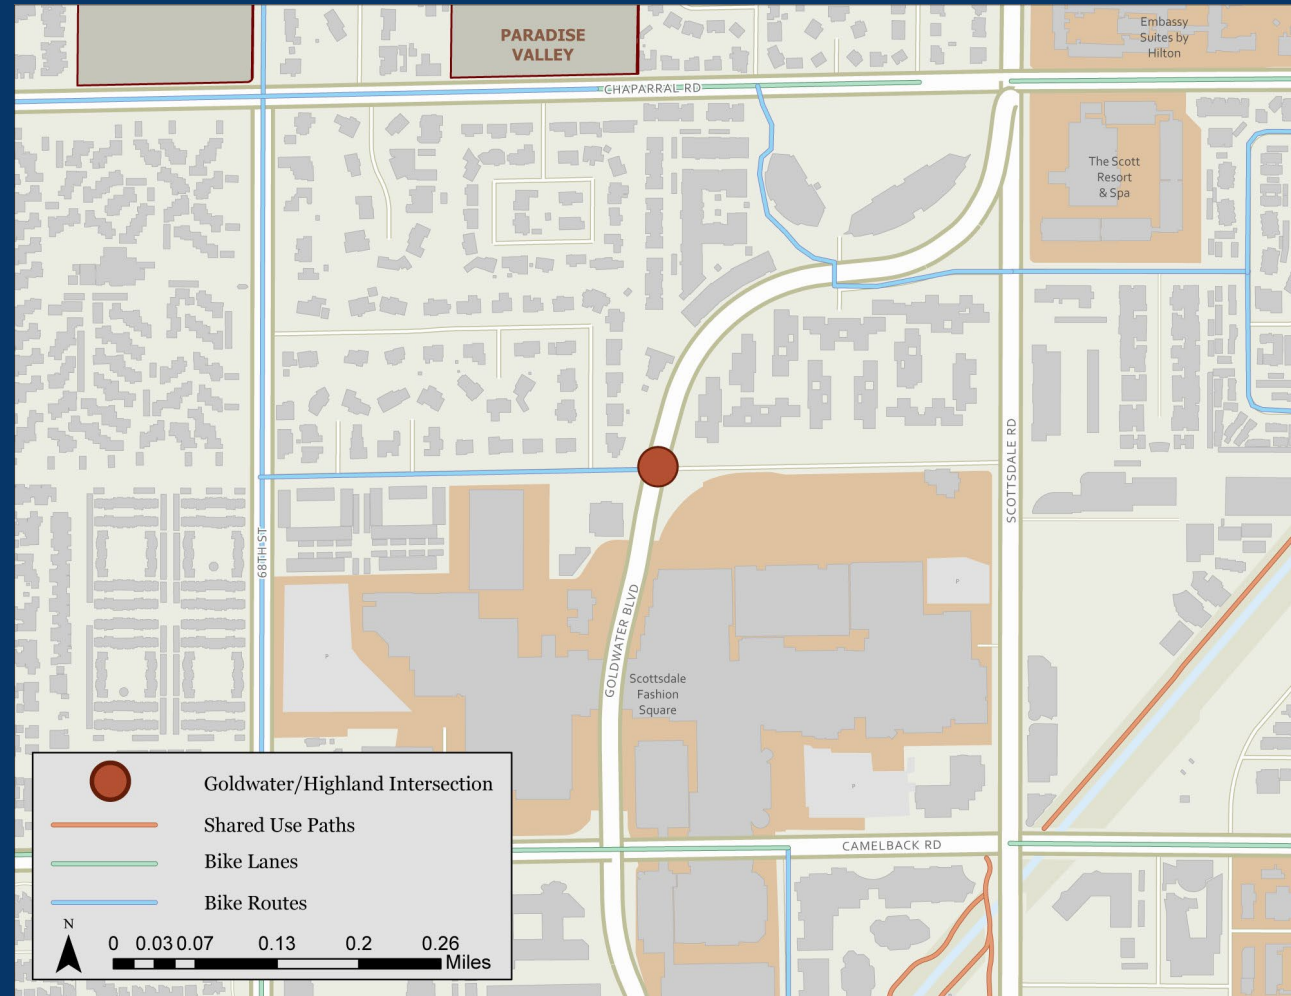 PARADISE
VALLEY
Embassy
Suites by
Hilton
CHAPARRAL RD
The Scott
Resort
& Spa
SCOTTSDALE RD
68TH ST
GOLDWATER BLVD
P
P
Scottsdale
Fashion
Square
P
CAMELBACK RD
Goldwater/Highland Intersection
Shared Use Paths
Bike Lanes
Bike Routes
N
0 0.03 0.07 0.13 0.2 0.26
Miles